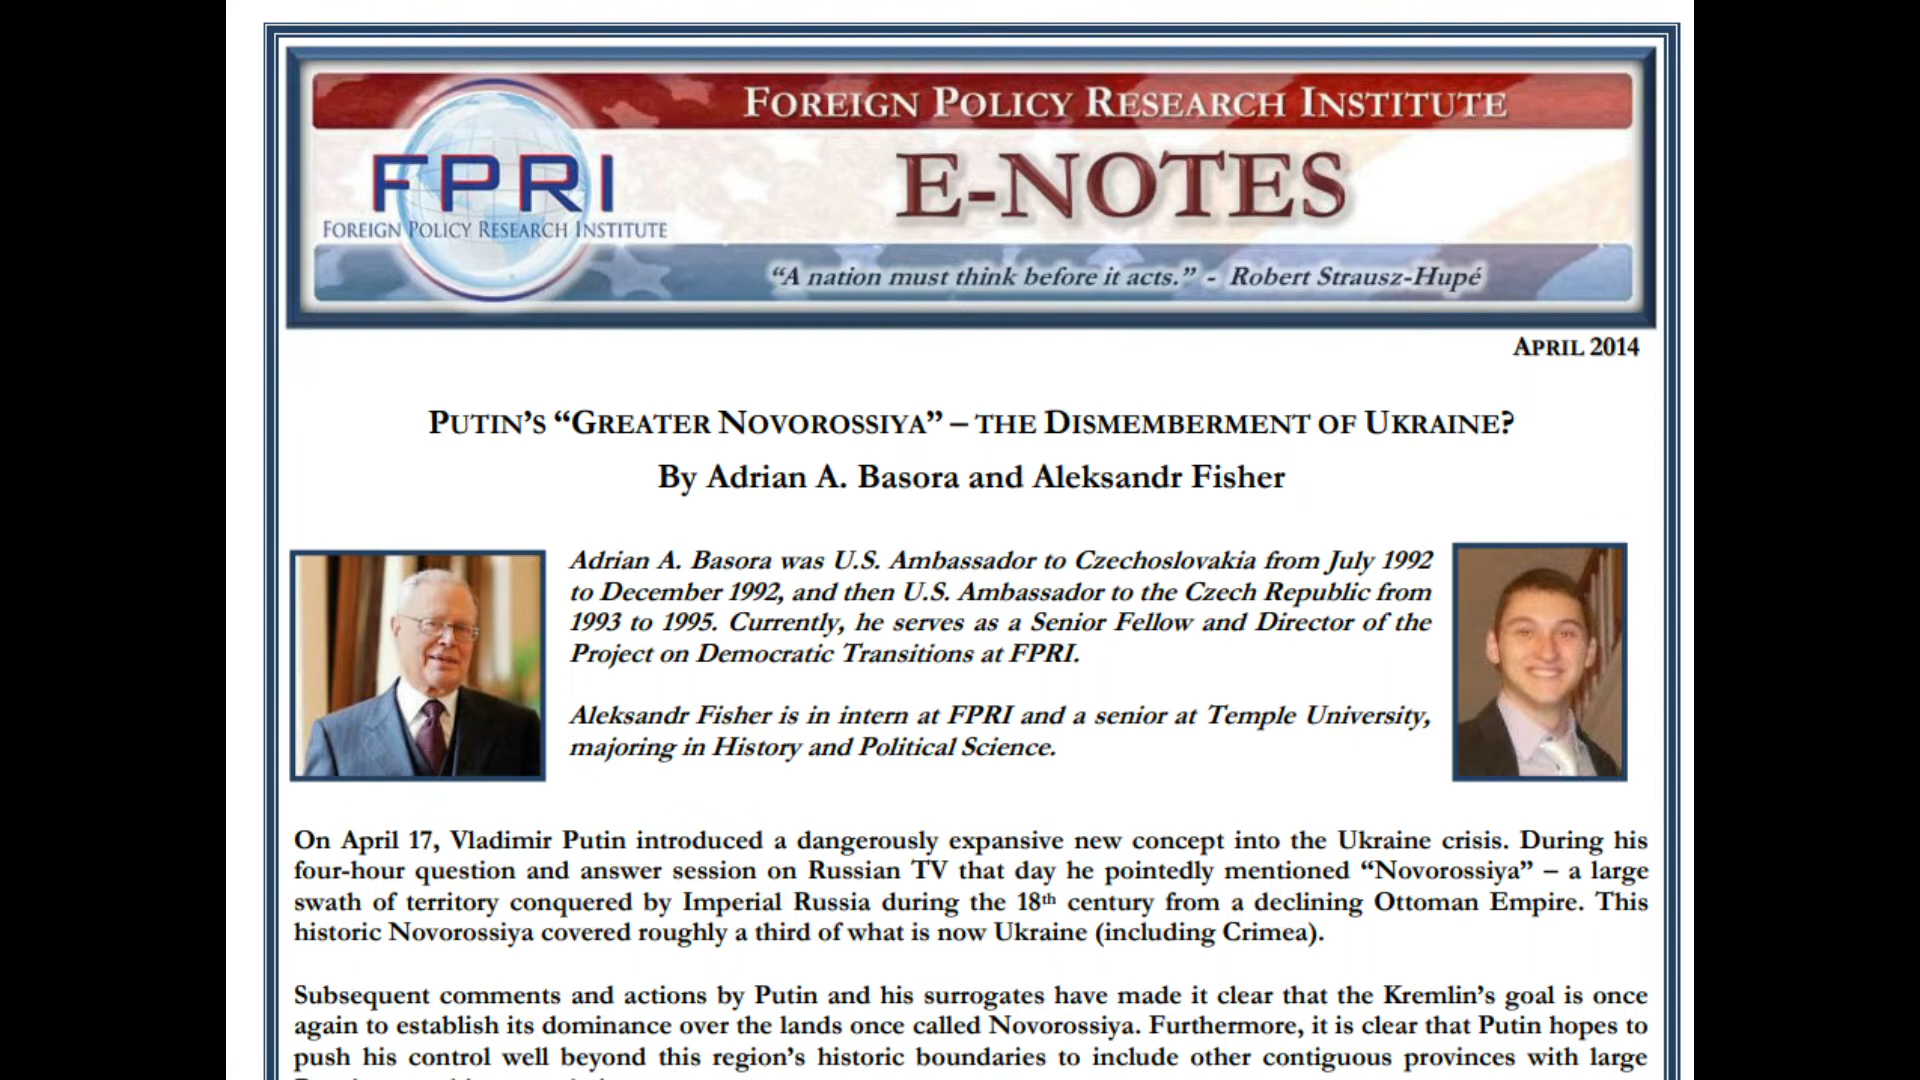 FOREIGN POLICY RESEARCH INSTITUTE
FPRI
FOREIGN POLICY RESEARCH INSTITUTE
E-NOTES
“A nation must think before it acts.” - Robert Strausz-Hupé
APRIL 2014
PUTIN’S “GREATER NOVOROSSIYA” – THE DISMEMBERMENT OF UKRAINE?
By Adrian A. Basora and Aleksandr Fisher
Adrian A. Basora was U.S. Ambassador to Czechoslovakia from July 1992
to December 1992, and then U.S. Ambassador to the Czech Republic from
1993 to 1995. Currently, he serves as a Senior Fellow and Director of the
Project on Democratic Transitions at FPRI.
Aleksandr Fisher is in intern at FPRI and a senior at Temple University,
majoring in History and Political Science.
On April 17, Vladimir Putin introduced a dangerously expansive new concept into the Ukraine crisis. During his
four-hour question and answer session on Russian TV that day he pointedly mentioned “Novorossiya” – a large
swath of territory conquered by Imperial Russia during the 18th century from a declining Ottoman Empire. This
historic Novorossiya covered roughly a third of what is now Ukraine (including Crimea).
Subsequent comments and actions by Putin and his surrogates have made it clear that the Kremlin’s goal is once
again to establish its dominance over the lands once called Novorossiya. Furthermore, it is clear that Putin hopes to
push his control well beyond this region’s historic boundaries to include other contiguous provinces with large